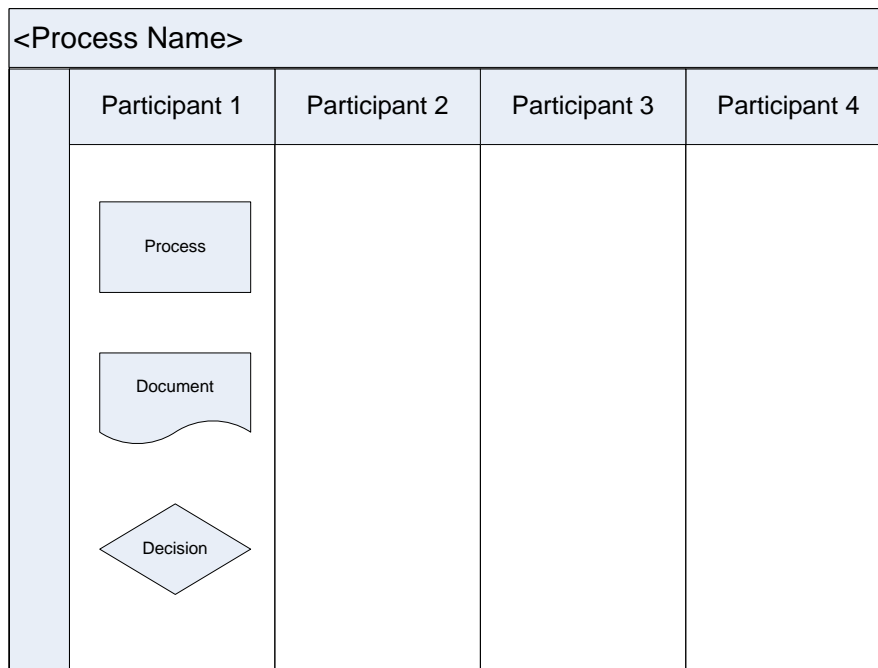 <Process Name>
Participant 1 Participant 2 Participant 3 Participant 4
Process
Document
Decision